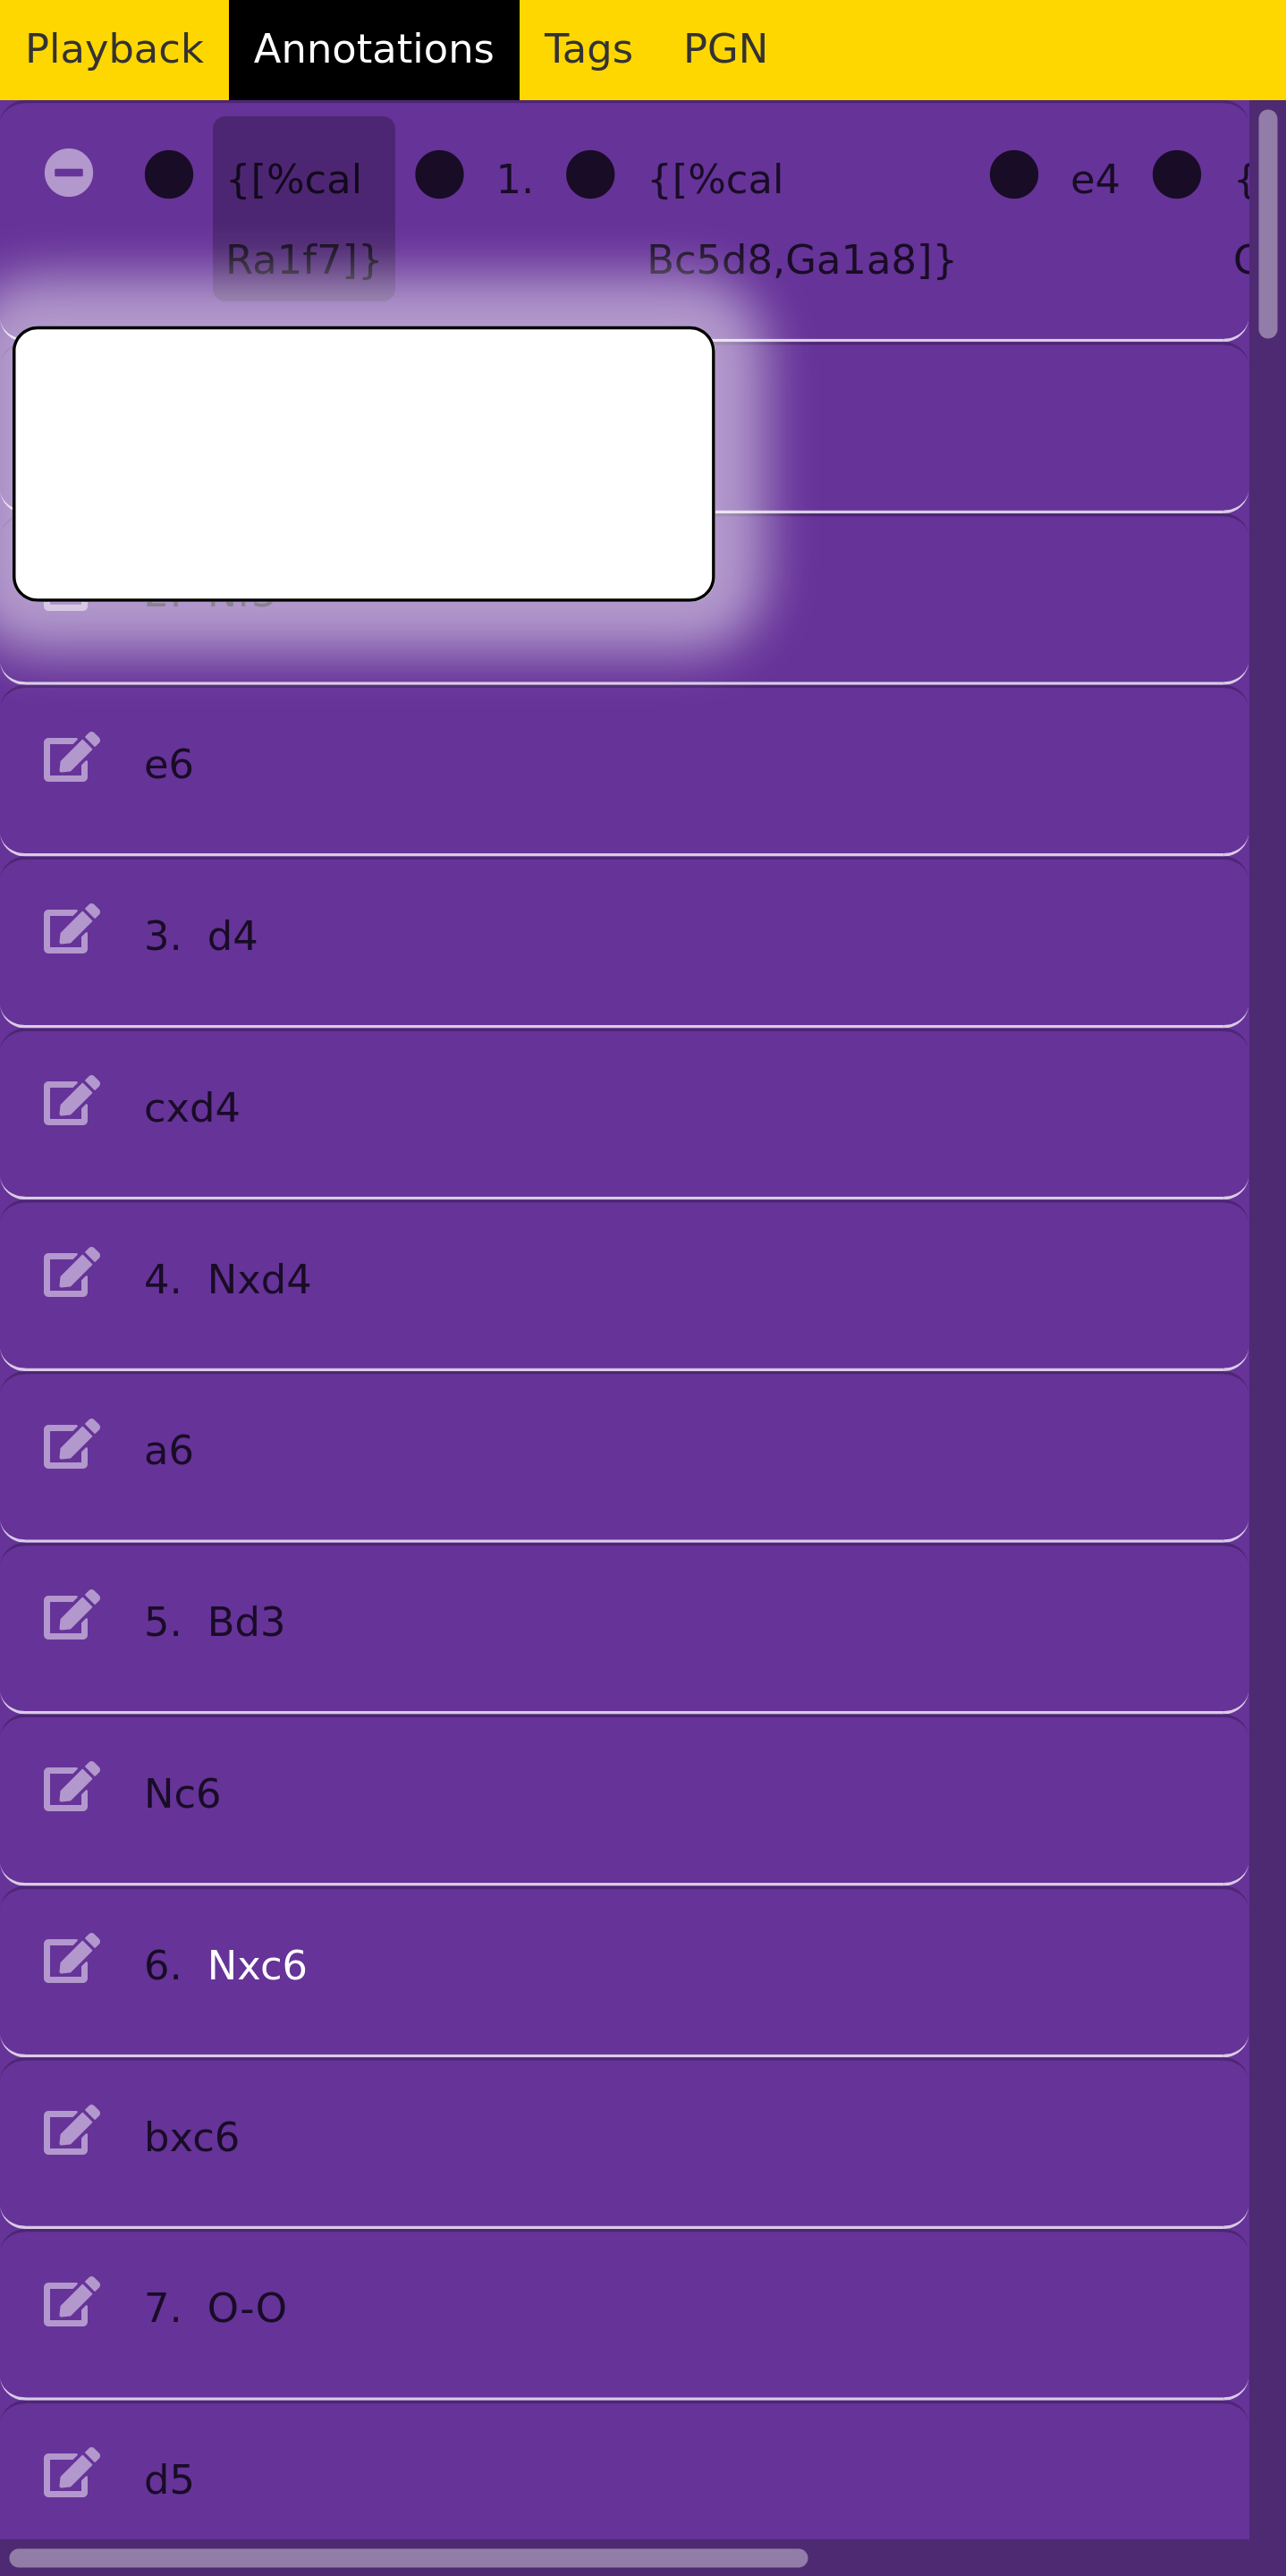 Playback Annotations Tags PGN
{[%cal 1. {[%cal e4 {
Ra1f7]} Bc5d8,Ga1a8]}
e6
3. d4
cxd4
4. Nxd4
a6
5. Bd3
Nc6
6. Nxc6
bxc6
7. O-O
d5